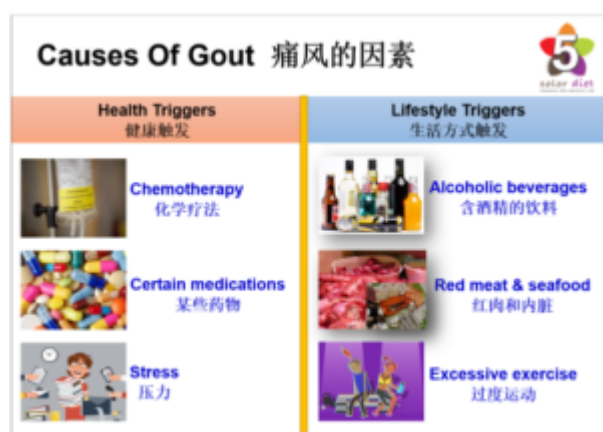 Causes Of Gout 痛风的因素
5
color diet
Health Triggers
健康触发
Chemotherapy
化学疗法
Certain medications
某些药物
Stress
压力
Lifestyle Triggers
生活方式触发
Alcoholic beverages
含酒精的饮料
Red meat & seafood
红肉和内脏
Excessive exercise
过度运动